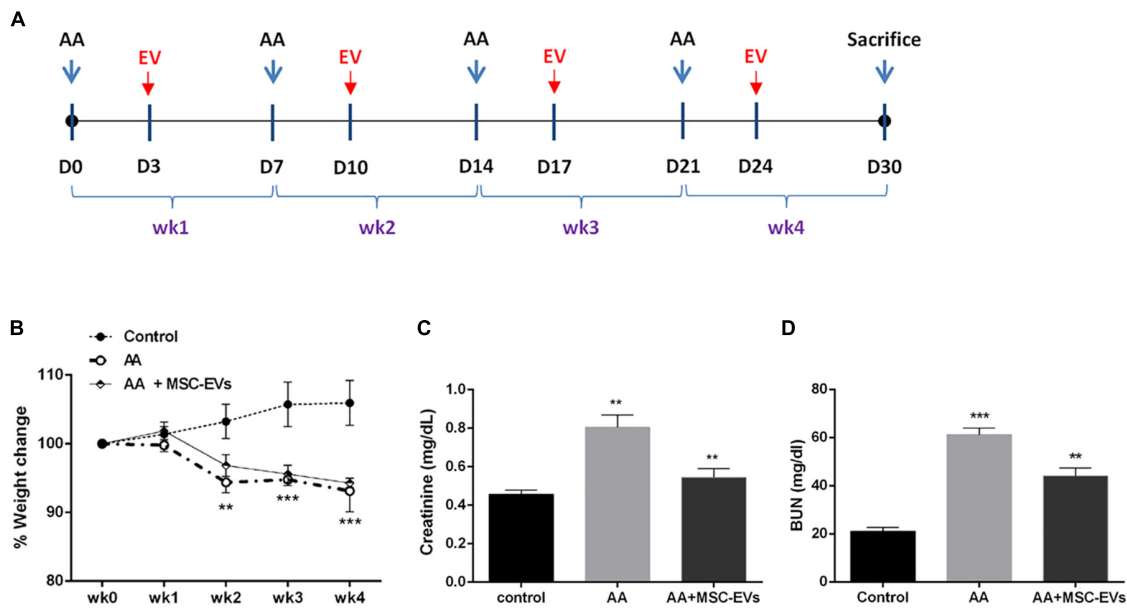 A
AA AA AA AA Sacrifice
EV EV EV EV
D0 D3 D7 D10 D14 D17 D21 D24 D30
wk1 wk2 wk3 wk4
B
Control
AA
AA + MSC-EVs
% Weight change
110
100
90
80
** *** ***
wk0 wk1 wk2 wk3 wk4
C
Creatinine (mg/dL)
1.0
0.8
0.6
0.4
0.2
0.0
** **
control AA AA+MSC-EVs
D
BUN (mg/dl)
80
60
40
20
0
*** **
Control AA AA+MSC-EVs